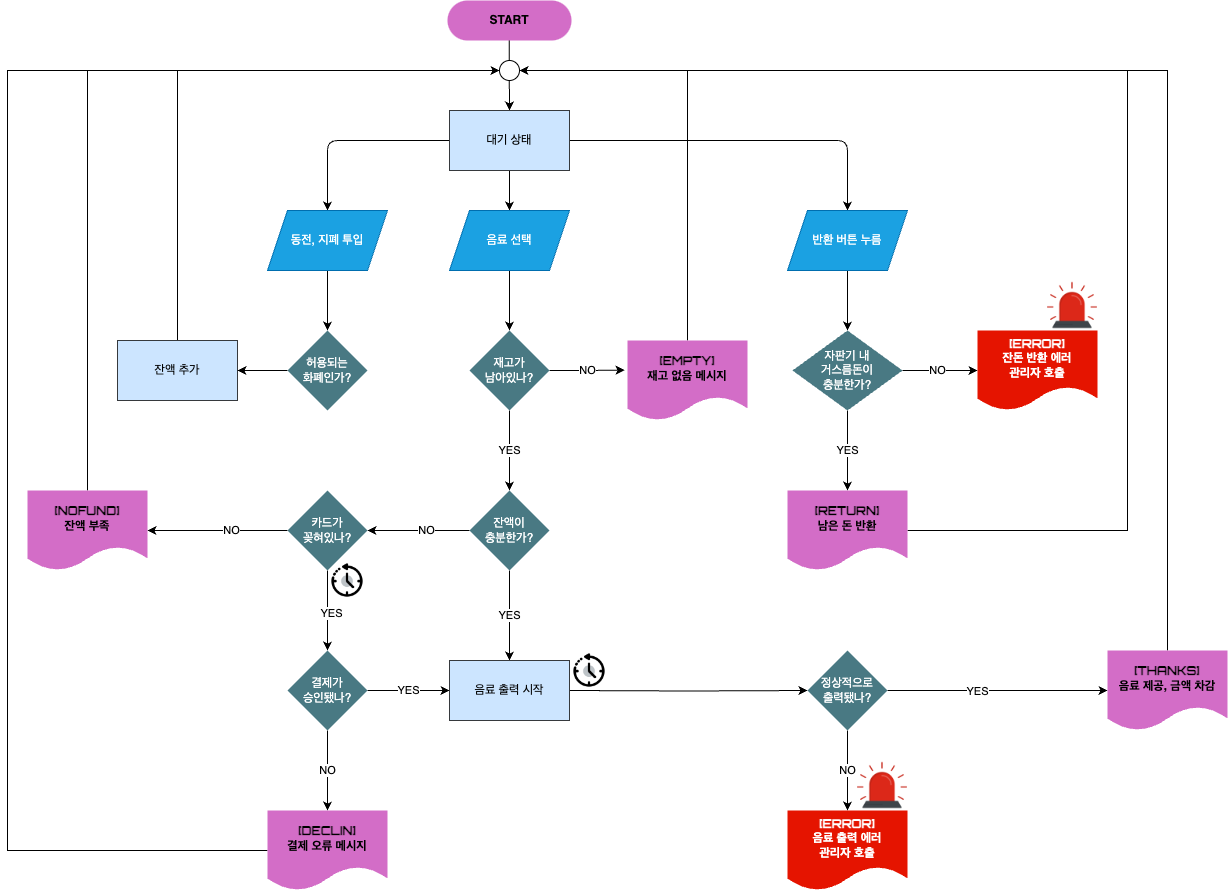 START
대기 상태
동전, 지폐 투입
음료 선택
반환 버튼 누름
잔액 추가
허용되는
화폐인가?
재고가
남아있나?
NO
[EMPTY]
재고 없음 메시지
자판기 내
거스름돈이
충분한가?
NO
[ERROR]
잔돈 반환 에러
관리자 호출
YES
YES
[NOFUND]
잔액 부족
NO
카드가
꽂혀있나?
NO
잔액이
충분한가?
[RETURN]
남은 돈 반환
YES
YES
결제가
승인됐나?
YES
음료 출력 시작
정상적으로
출력됐나?
YES
[THANKS]
음료 제공, 금액 차감
NO
NO
[DECLIN]
결제 오류 메시지
[ERROR]
음료 출력 에러
관리자 호출